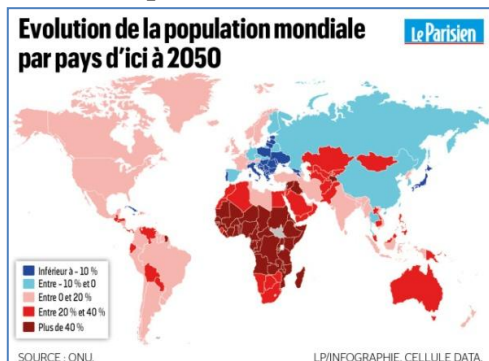 Evolution de la population mondiale
par pays d'ici à 2050
Le Parisien
Inférieur à - 10 %
Entre - 10 % et 0
Entre 0 et 20 %
Entre 20 % et 40 %
Plus de 40 %
SOURCE : ONU.
LP/INFOGRAPHIE, CELLULE DATA.